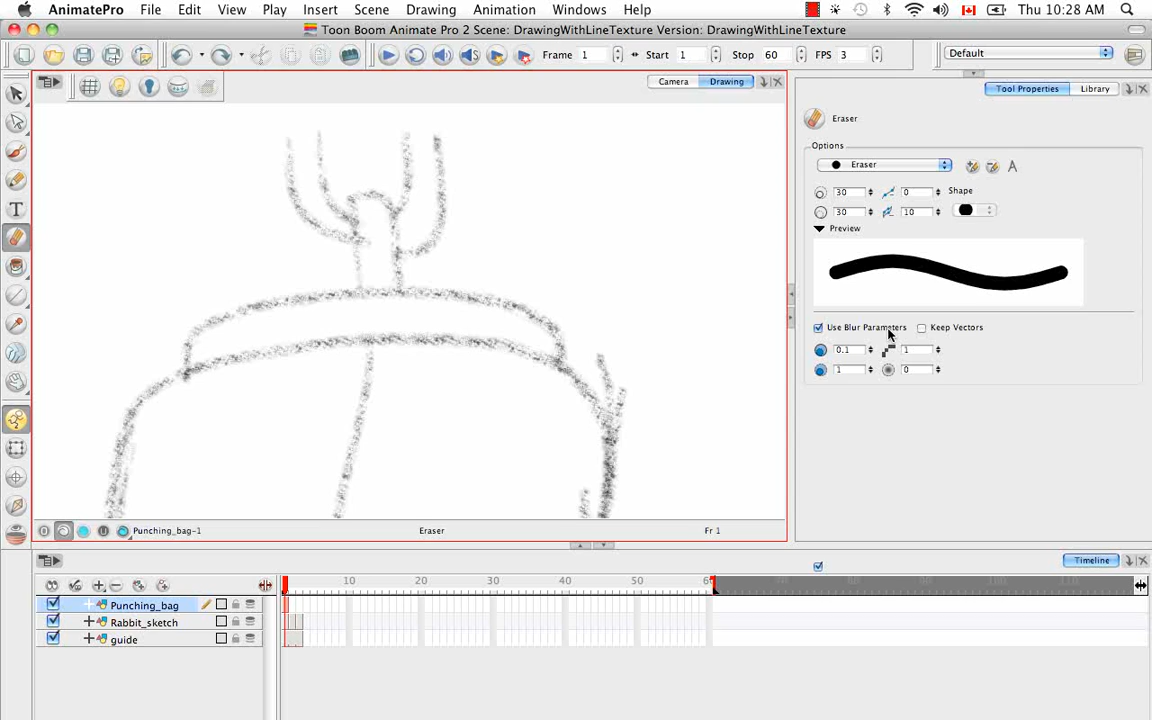 AnimatePro File Edit View Play Insert Scene Drawing Animation Windows Help Thu 10:28 AM
Toon Boom Animate Pro 2 Scene: DrawingWithLineTexture Version: DrawingWithLineTexture
Frame 1 Start 1 Stop 60 FPS 3 Default
Camera Drawing
Tool Properties Library
Eraser
Options
Eraser A
30 0 Shape
30 10
Preview
Use Blur Parameters Keep Vectors
0.1 1
1 0
T
Punching_bag-1 Eraser Fr 1
Timeline
10 20 30 40 50 60
Punching_bag
Rabbit_sketch
guide